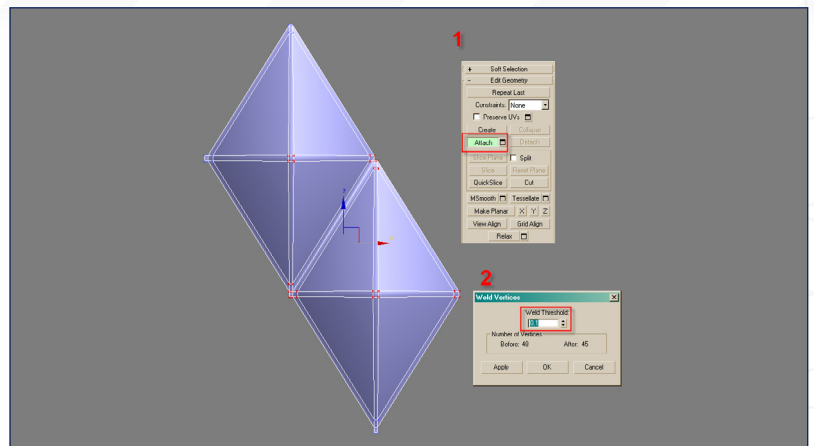 1
+ Soft Selection
- Edit Geometry
Repeat Last
Constraints: None
Preserve UVs
Create Collapse
Attach Detach
Slice Plane Split
Slice Reset Plane
QuickSlice Cut
MSmooth Tessellate
Make Planar X Y Z
View Align Grid Align
Relax
z
2
Weld Vertices
Weld Threshold:
Number of Vertices
Before: 48 After: 45
Apply OK Cancel